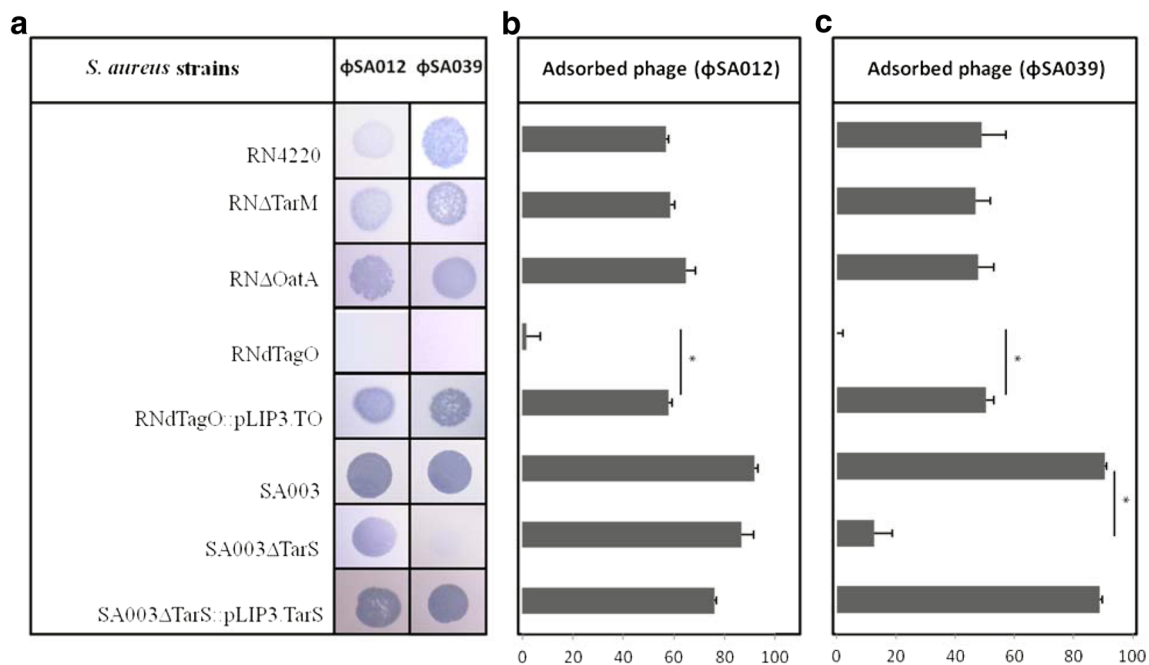 a
b
c
S. aureus strains
ϕSA012 ϕSA039
Adsorbed phage (ϕSA012)
Adsorbed phage (ϕSA039)
RN4220
RNΔTarM
RNΔOatA
RNdTagO
*
*
RNdTagO::pLIP3.TO
SA003
*
SA003ΔTarS
SA003ΔTarS::pLIP3.TarS
0 20 40 60 80 100
0 20 40 60 80 100